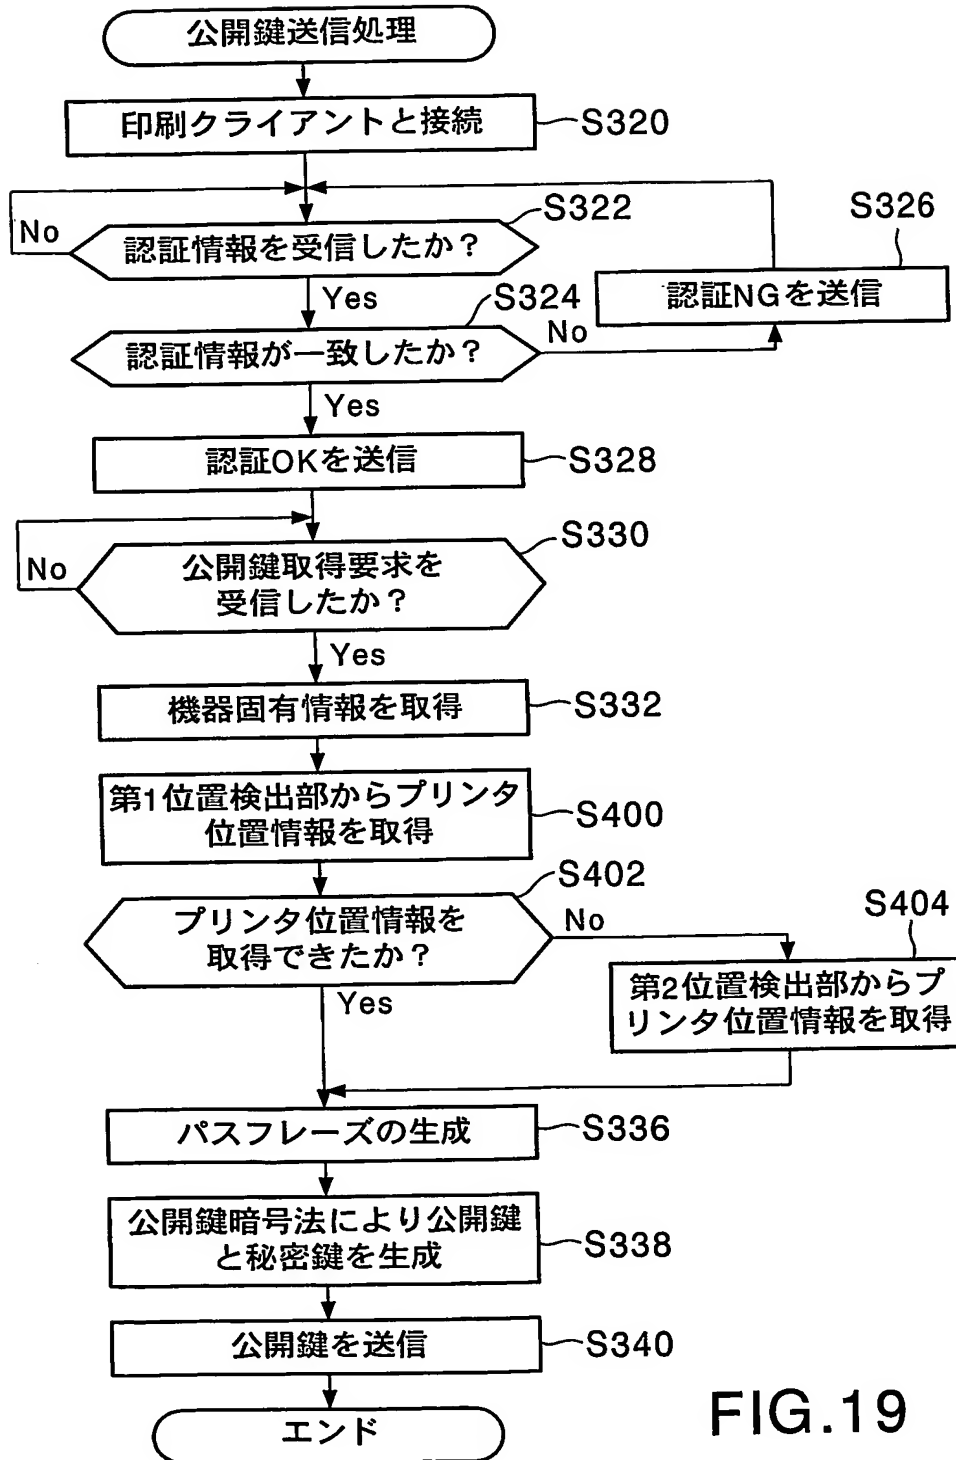 公開鍵送信処理
印刷クライアントと接続
S320
No
認証情報を受信したか？
S322
S326
認証NGを送信
Yes
S324
認証情報が一致したか？
No
Yes
認証OKを送信
S328
No
公開鍵取得要求を
受信したか？
S330
Yes
機器固有情報を取得
S332
第1位置検出部からプリンタ
位置情報を取得
S400
S402
プリンタ位置情報を
取得できたか？
No
S404
第2位置検出部からプ
リンタ位置情報を取得
Yes
パスフレーズの生成
S336
公開鍵暗号法により公開鍵
と秘密鍵を生成
S338
公開鍵を送信
S340
エンド
FIG.19